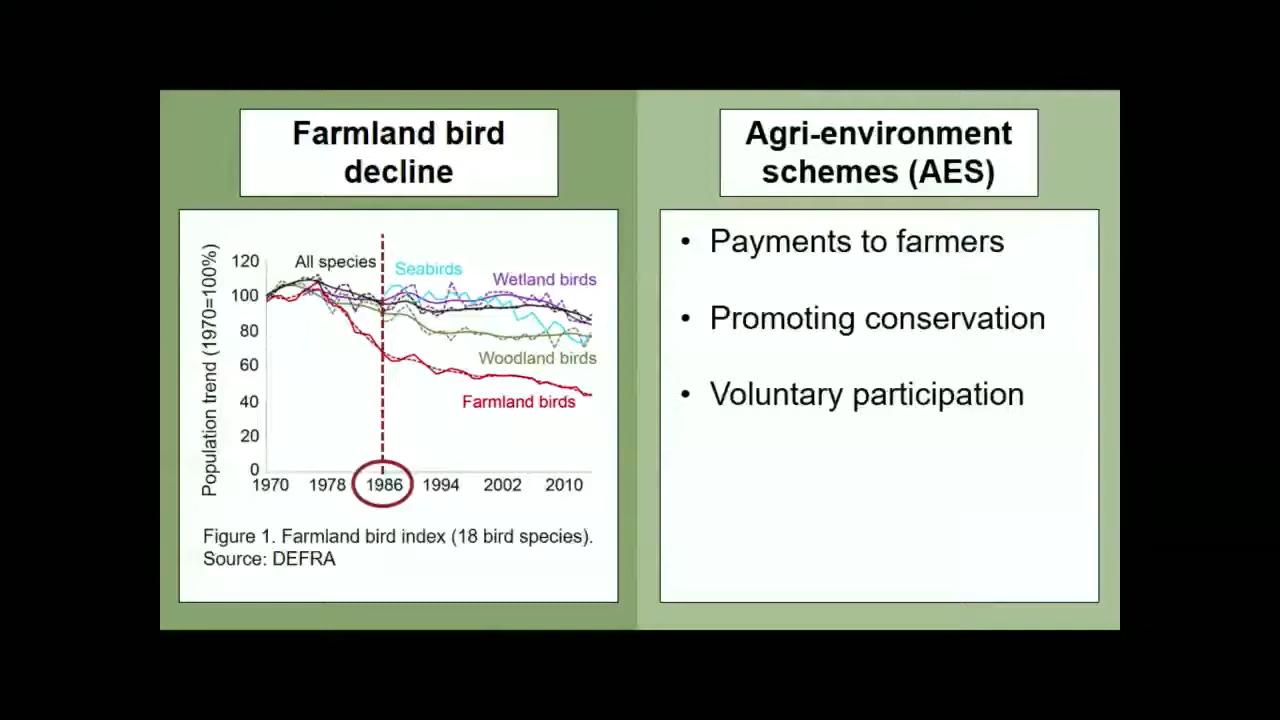 Farmland bird
decline
Population trend (1970=100%)
120
100
80
60
40
20
0
All species
Seabirds
Wetland birds
Woodland birds
Farmland birds
1970 1978 1986 1994 2002 2010
Figure 1. Farmland bird index (18 bird species).
Source: DEFRA
Agri-environment
schemes (AES)
• Payments to farmers
• Promoting conservation
• Voluntary participation